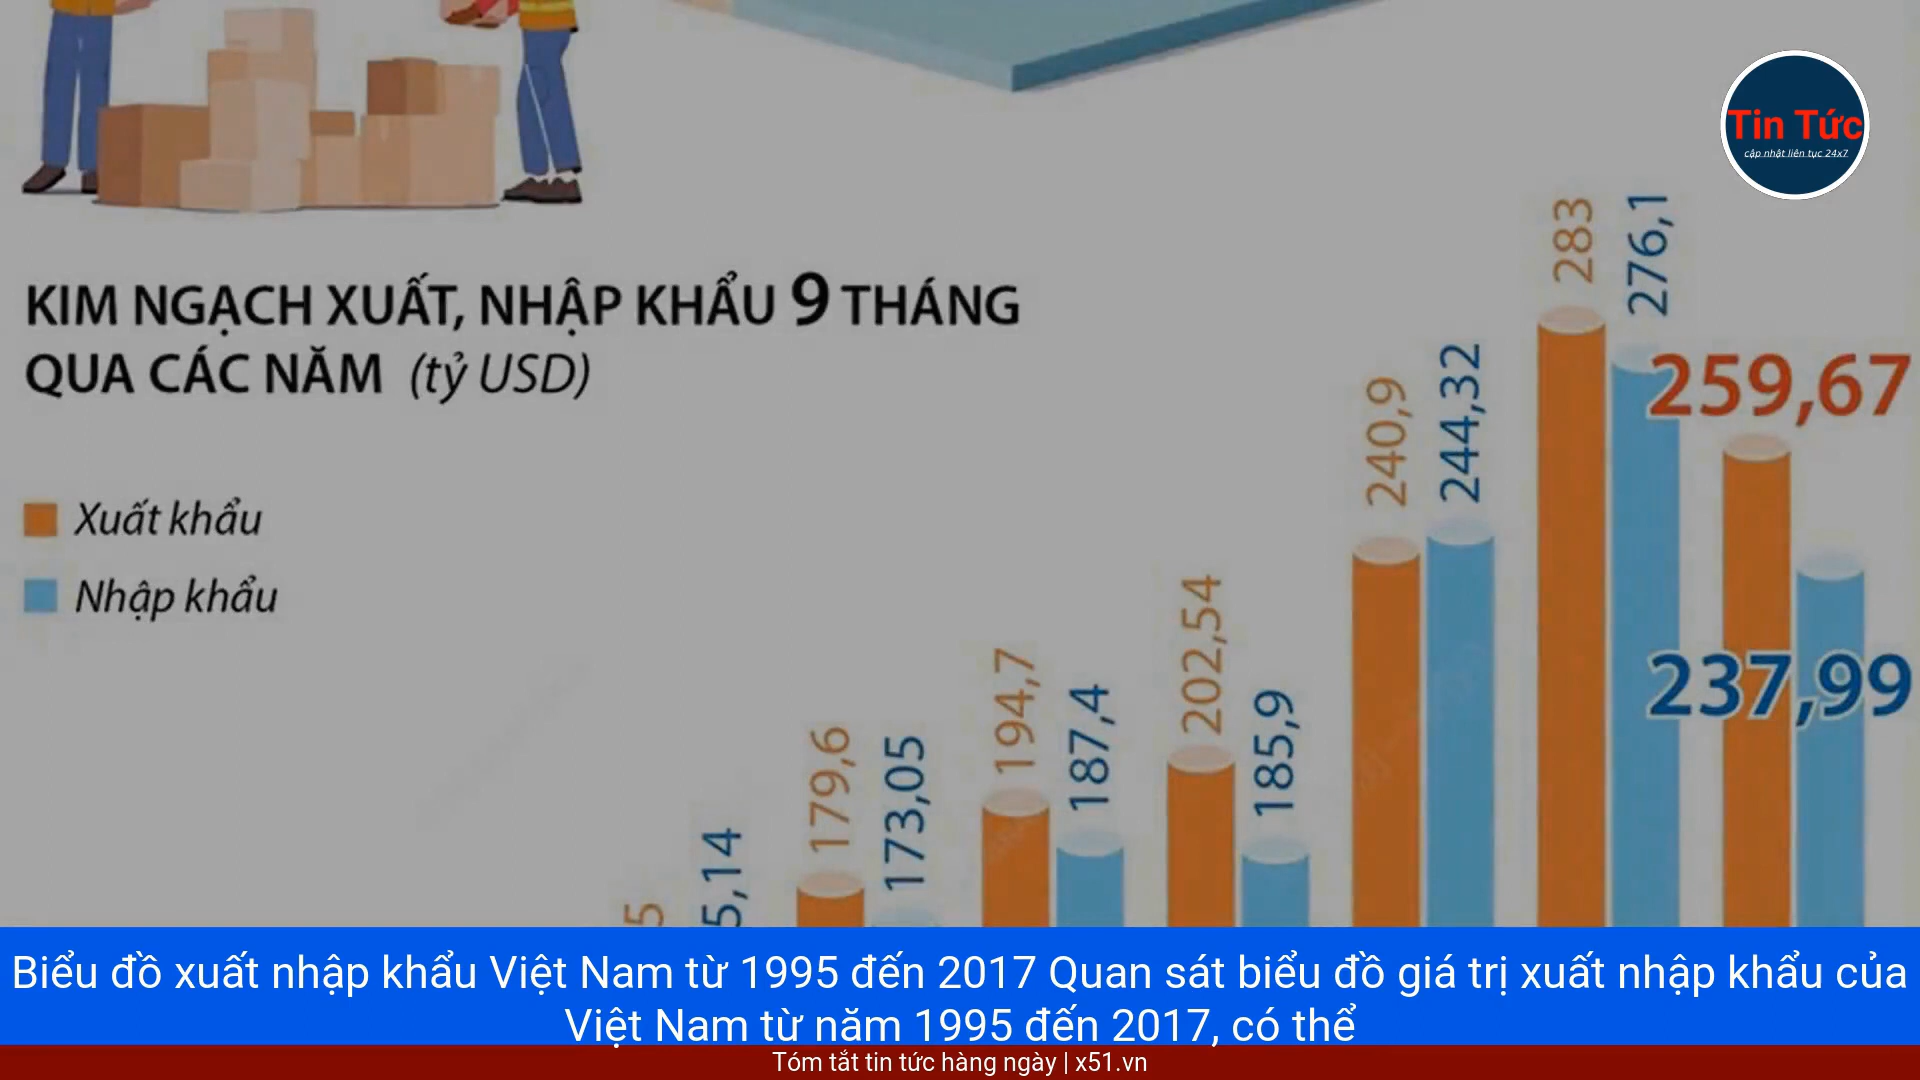 Tin Tức
cập nhật liên tục 24x7
KIM NGẠCH XUẤT, NHẬP KHẨU 9 THÁNG
QUA CÁC NĂM (tỷ USD)
Xuất khẩu
Nhập khẩu
5
5,14
179,6
173,05
194,7
187,4
202,54
185,9
240,9
244,32
283
276,1
259,67
237,99
Biểu đồ xuất nhập khẩu Việt Nam từ 1995 đến 2017 Quan sát biểu đồ giá trị xuất nhập khẩu của
Việt Nam từ năm 1995 đến 2017, có thể
Tóm tắt tin tức hàng ngày | x51.vn